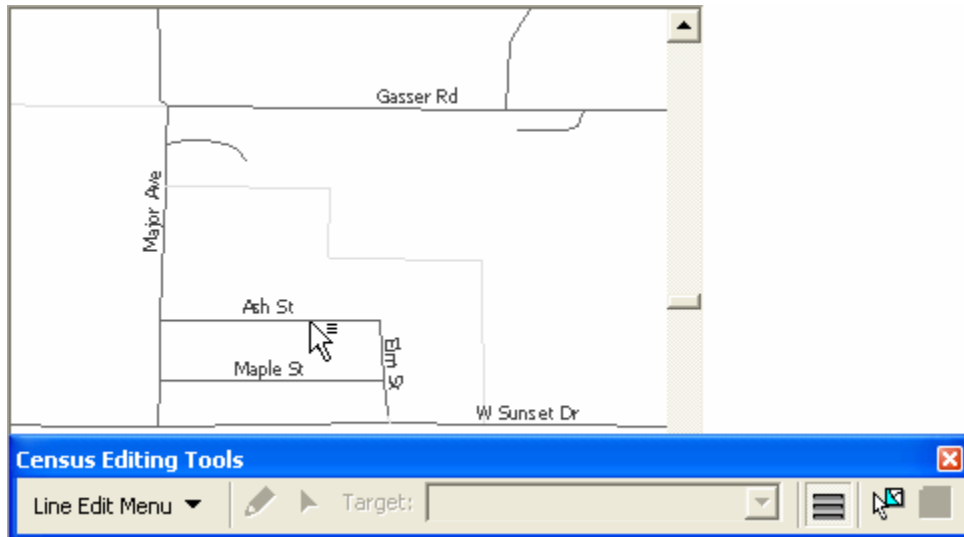 Gasser Rd
Major Ave
Ash St
Elm St
Maple St
W Sunset Dr
Census Editing Tools
Line Edit Menu Target: